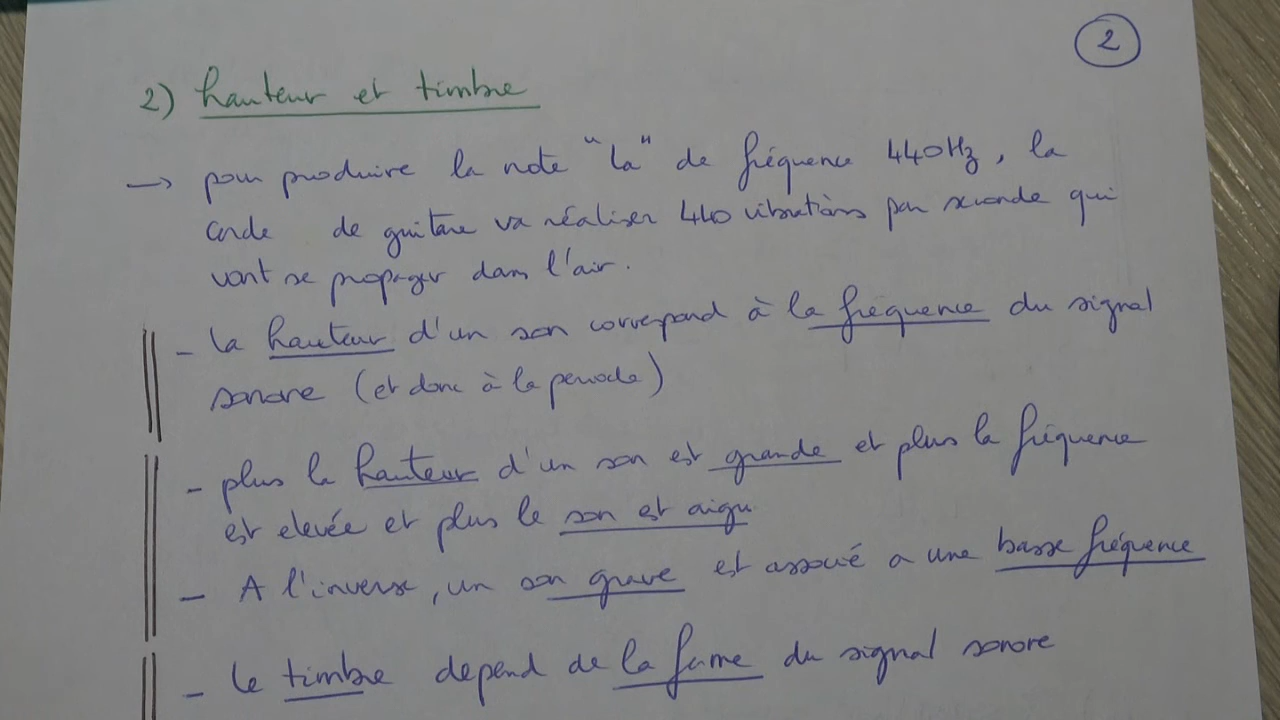 2
2) hauteur et timbre
→ pour produire la note "la" de fréquence 440Hz, la
corde de guitare va réaliser 440 vibrations par seconde qui
vont se propager dans l'air.
- la hauteur d'un son correspond à la fréquence du signal
sonore (et donc à la periode)
- plus la hauteur d'un son est grande et plus la fréquence
est elevée et plus le son est aigu.
- A l'inverse, un son grave est associé a une basse fréquence
- le timbre depend de la forme du signal sonore